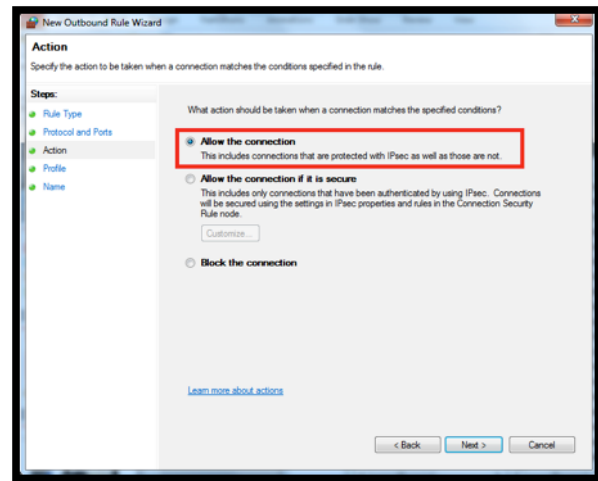 New Outbound Rule Wizard
Action
Specify the action to be taken when a connection matches the conditions specified in the rule.
Steps:
Rule Type
Protocol and Ports
Action
Profile
Name
What action should be taken when a connection matches the specified conditions?
Allow the connection
This includes connections that are protected with IPsec as well as those are not.
Allow the connection if it is secure
This includes only connections that have been authenticated by using IPsec. Connections
will be secured using the settings in IPsec properties and rules in the Connection Security
Rule node.
Customize...
Block the connection
Learn more about actions
< Back
Next >
Cancel